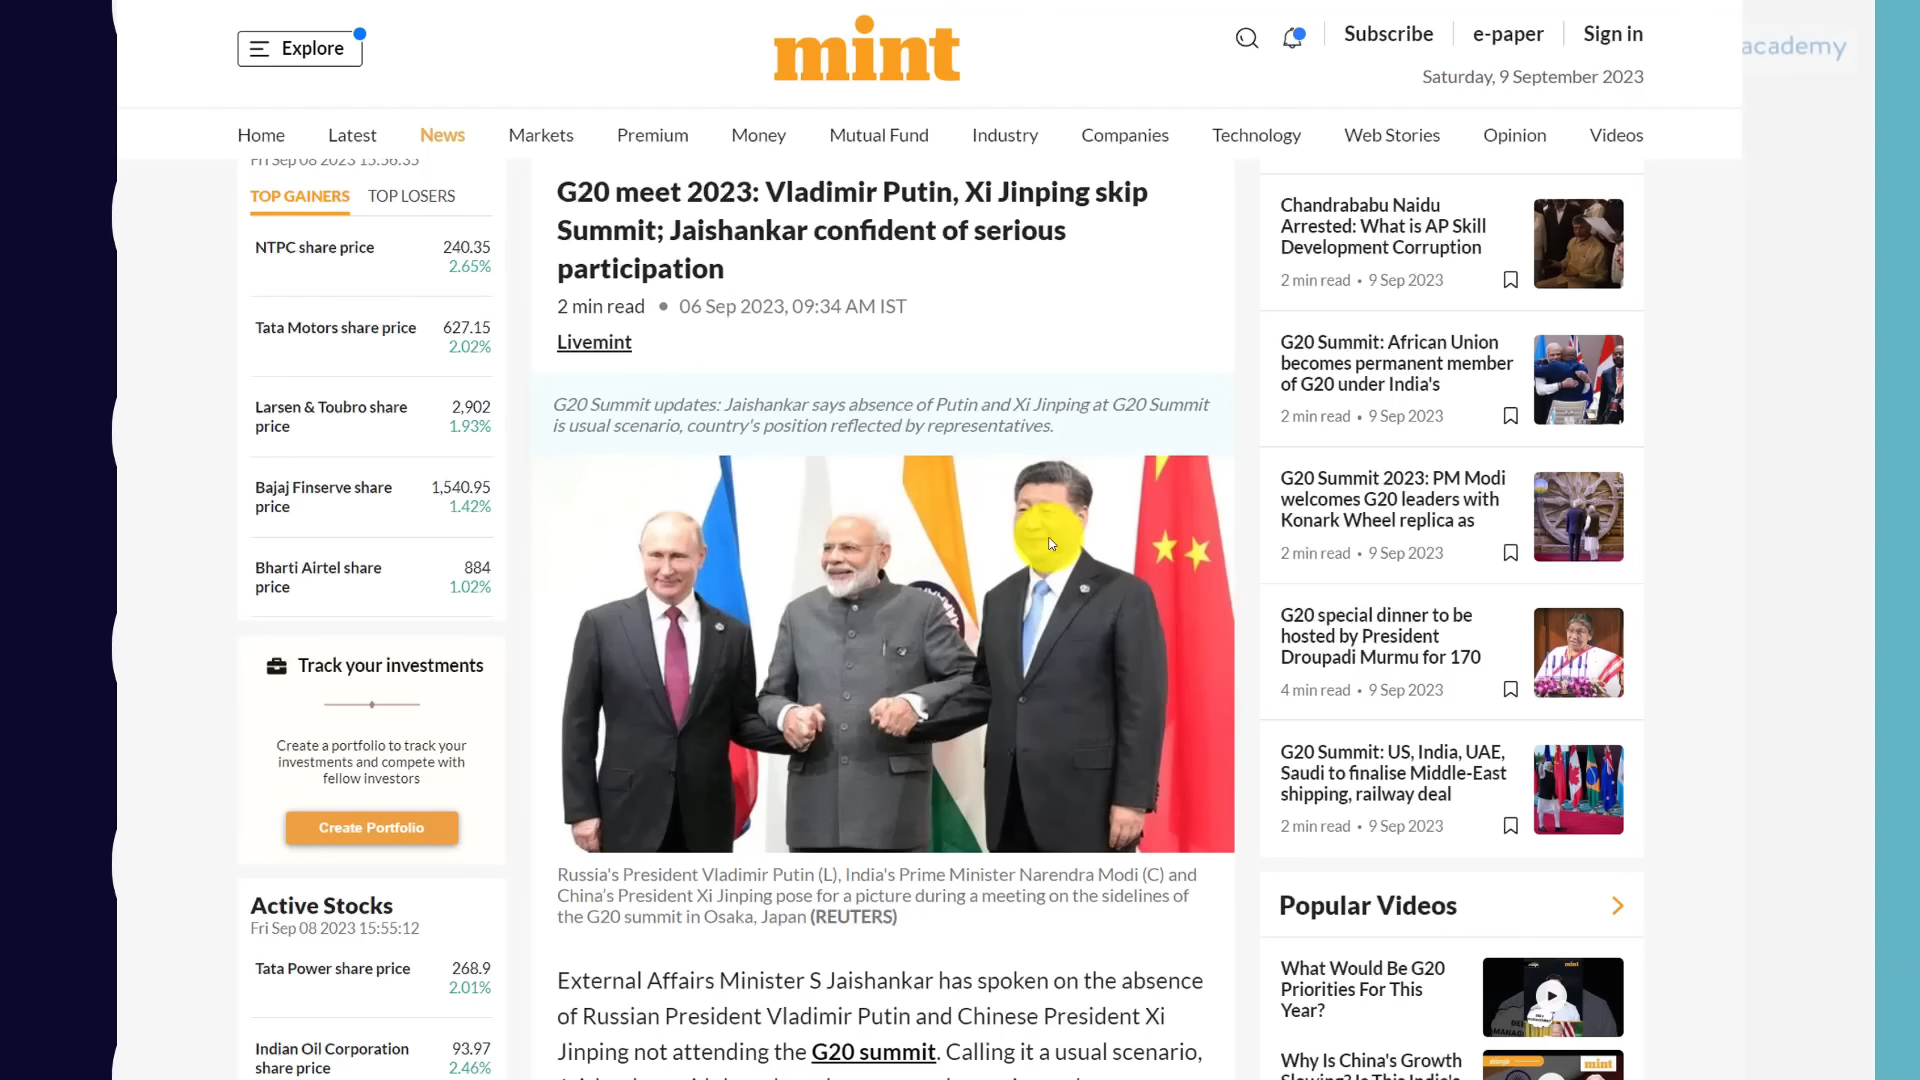 Explore
mint
Subscribe
e-paper
Sign in
Saturday, 9 September 2023
academy
Home
Latest
News
Markets
Premium
Money
Mutual Fund
Industry
Companies
Technology
Web Stories
Opinion
Videos
Fri Sep 08 2023 15:56:35
TOP GAINERS
TOP LOSERS
NTPC share price
240.35
2.65%
Tata Motors share price
627.15
2.02%
Larsen & Toubro share
price
2,902
1.93%
Bajaj Finserve share
price
1,540.95
1.42%
Bharti Airtel share
price
884
1.02%
Track your investments
Create a portfolio to track your
investments and compete with
fellow investors
Create Portfolio
Active Stocks
Fri Sep 08 2023 15:55:12
Tata Power share price
268.9
2.01%
Indian Oil Corporation
share price
93.97
2.46%
G20 meet 2023: Vladimir Putin, Xi Jinping skip
Summit; Jaishankar confident of serious
participation
2 min read • 06 Sep 2023, 09:34 AM IST
Livemint
G20 Summit updates: Jaishankar says absence of Putin and Xi Jinping at G20 Summit
is usual scenario, country's position reflected by representatives.
Russia's President Vladimir Putin (L), India's Prime Minister Narendra Modi (C) and
China's President Xi Jinping pose for a picture during a meeting on the sidelines of
the G20 summit in Osaka, Japan (REUTERS)
External Affairs Minister S Jaishankar has spoken on the absence
of Russian President Vladimir Putin and Chinese President Xi
Jinping not attending the G20 summit. Calling it a usual scenario,
Chandrababu Naidu
Arrested: What is AP Skill
Development Corruption
2 min read • 9 Sep 2023
G20 Summit: African Union
becomes permanent member
of G20 under India's
2 min read • 9 Sep 2023
G20 Summit 2023: PM Modi
welcomes G20 leaders with
Konark Wheel replica as
2 min read • 9 Sep 2023
G20 special dinner to be
hosted by President
Droupadi Murmu for 170
4 min read • 9 Sep 2023
G20 Summit: US, India, UAE,
Saudi to finalise Middle-East
shipping, railway deal
2 min read • 9 Sep 2023
Popular Videos
What Would Be G20
Priorities For This
Year?
mint
Why Is China's Growth
Slowing? Is This India's
mint